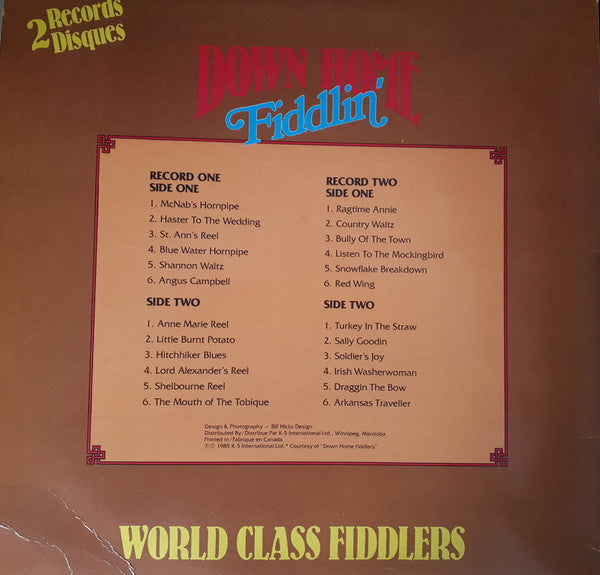 2 Records
Disques
DOWN HOME
Fiddlin'
RECORD ONE
SIDE ONE
1. McNab's Hornpipe
2. Haster To The Wedding
3. St. Ann's Reel
4. Blue Water Hornpipe
5. Shannon Waltz
6. Angus Campbell
SIDE TWO
1. Anne Marie Reel
2. Little Burnt Potato
3. Hitchhiker Blues
4. Lord Alexander's Reel
5. Shelbourne Reel
6. The Mouth of The Tobique
RECORD TWO
SIDE ONE
1. Ragtime Annie
2. Country Waltz
3. Bully Of The Town
4. Listen To The Mockingbird
5. Snowflake Breakdown
6. Red Wing
SIDE TWO
1. Turkey In The Straw
2. Sally Goodin
3. Soldier's Joy
4. Irish Washerwoman
5. Draggin The Bow
6. Arkansas Traveller
Design & Photography — Bill Hicks Design
Distributed By/Distribue Par K-5 International Ltd., Winnipeg, Manitoba
Printed in/Fabrique en Canada
℗© 1985 K-5 International Ltd. * Courtesy of "Down Home Fiddlers"
WORLD CLASS FIDDLERS